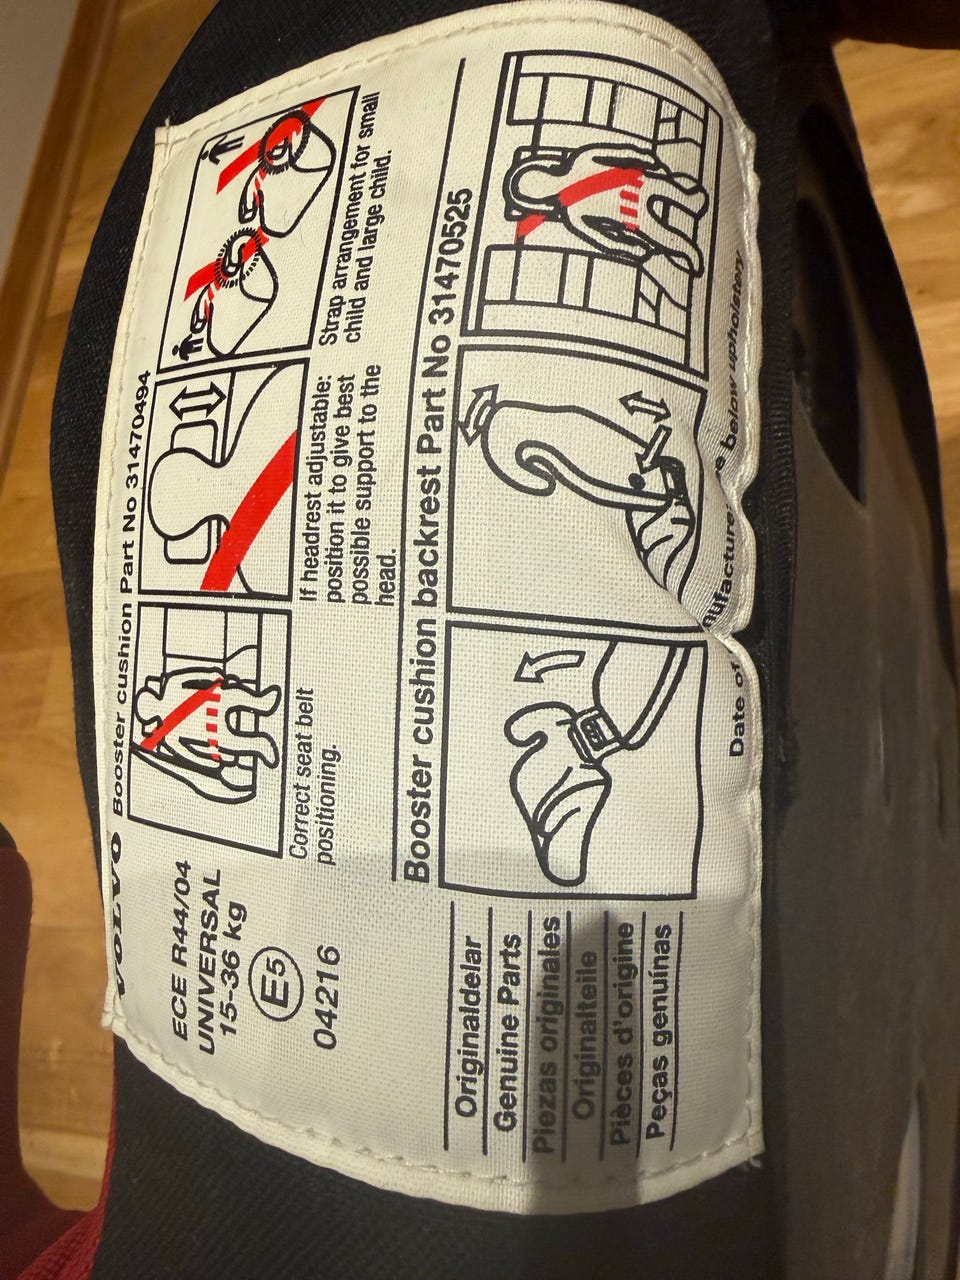 VOLVO Booster cushion Part No 31470494
ECE R44/04
UNIVERSAL
15-36 kg
E5
04216
Correct seat belt
positioning.
If headrest adjustable:
position it to give best
possible support to the
head.
Strap arrangement for small
child and large child.
Booster cushion backrest Part No 31470525
Originaldelar
Genuine Parts
Piezas originales
Originalteile
Pièces d'origine
Peças genuínas
Date of
below upholstery